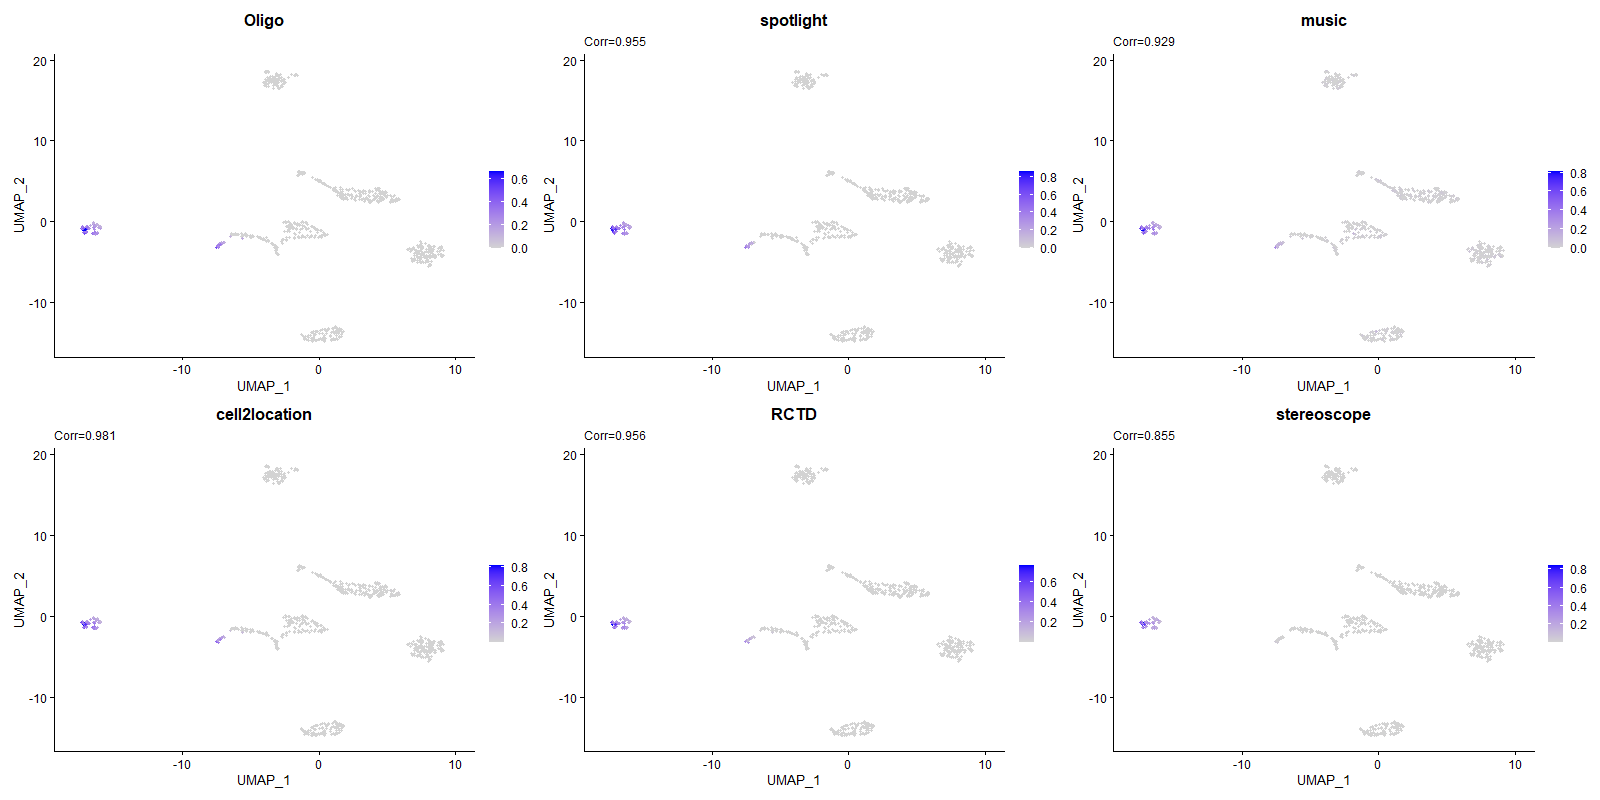 Oligo
20
10
0
-10
UMAP_2
-10
0
10
UMAP_1
0.6
0.4
0.2
0.0
spotlight
Corr=0.955
20
10
0
-10
UMAP_2
-10
0
10
UMAP_1
0.8
0.6
0.4
0.2
0.0
music
Corr=0.929
20
10
0
-10
UMAP_2
-10
0
10
UMAP_1
0.8
0.6
0.4
0.2
0.0
cell2location
Corr=0.981
20
10
0
-10
UMAP_2
-10
0
10
UMAP_1
0.8
0.6
0.4
0.2
RCTD
Corr=0.956
20
10
0
-10
UMAP_2
-10
0
10
UMAP_1
0.6
0.4
0.2
stereoscope
Corr=0.855
20
10
0
-10
UMAP_2
-10
0
10
UMAP_1
0.8
0.6
0.4
0.2